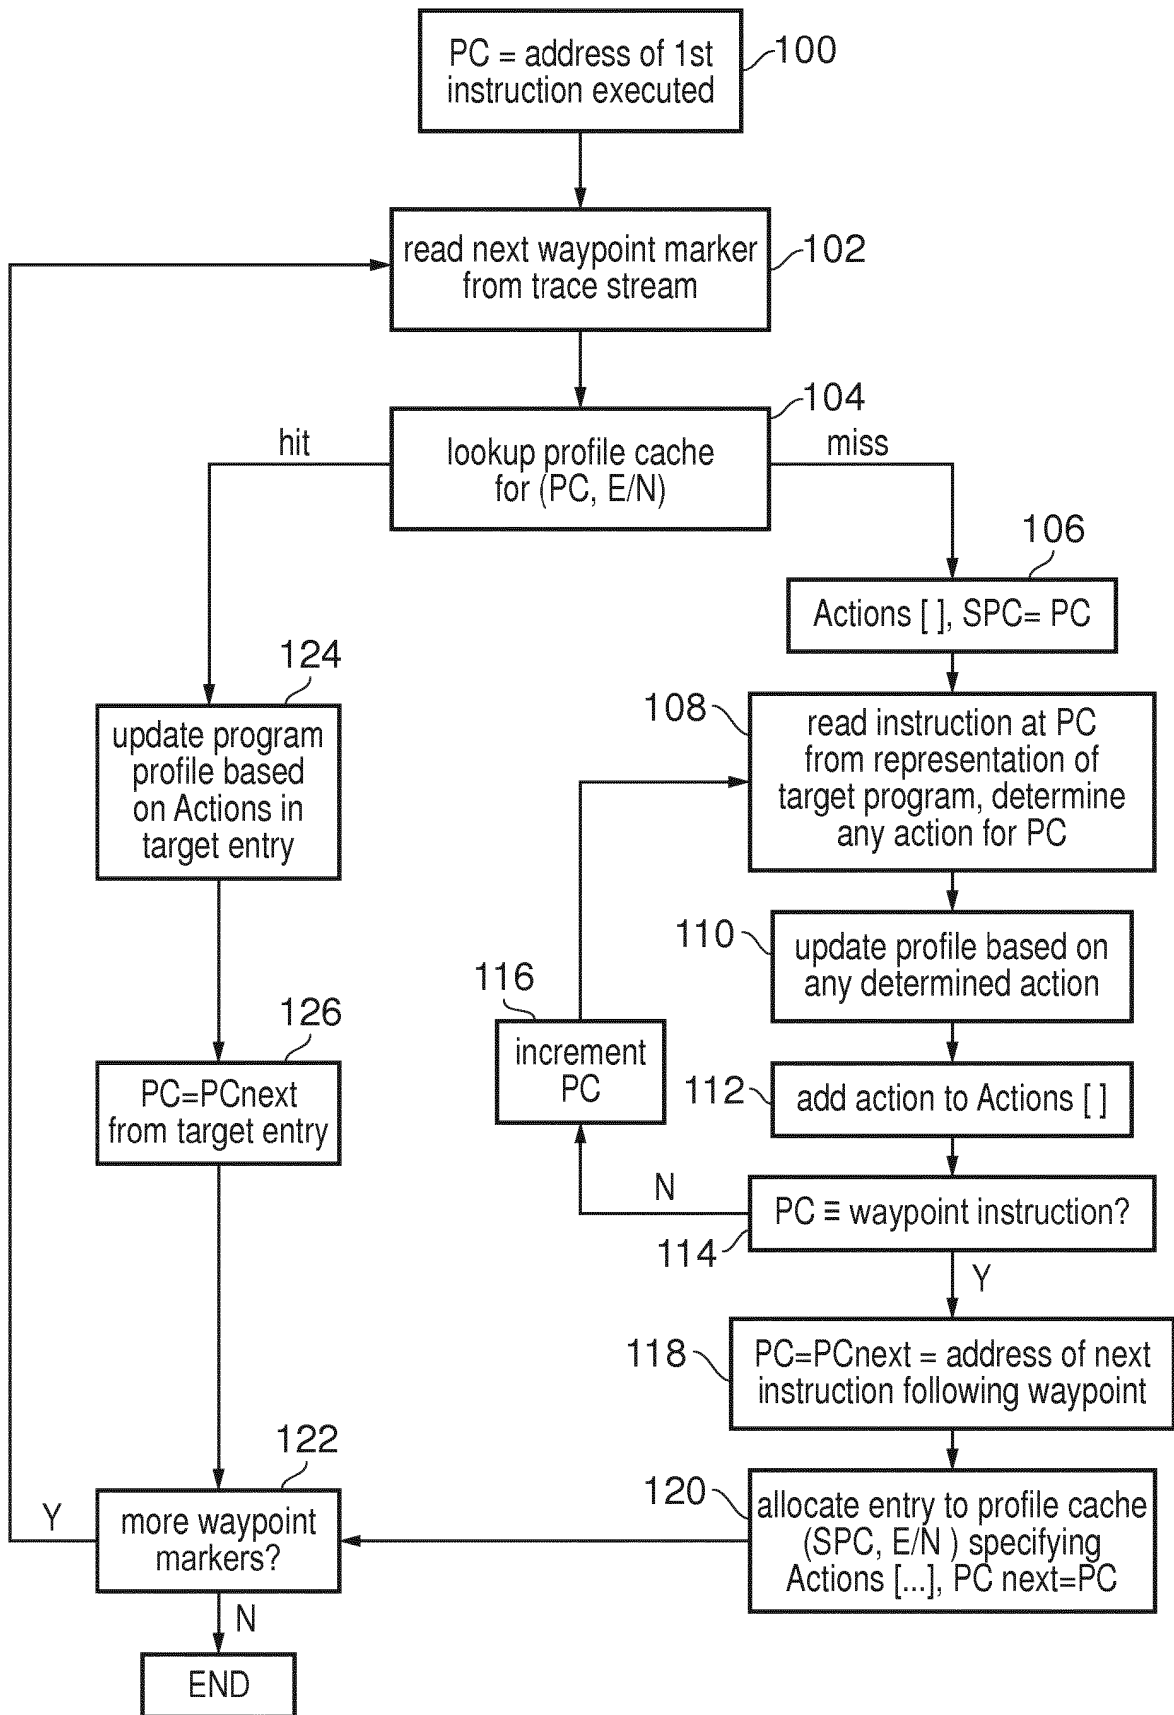 PC = address of 1st
instruction executed
100
read next waypoint marker
from trace stream
102
104
lookup profile cache
for (PC, E/N)
hit
miss
106
Actions [ ], SPC= PC
124
update program
profile based
on Actions in
target entry
108
read instruction at PC
from representation of
target program, determine
any action for PC
110
update profile based on
any determined action
116
increment
PC
112
add action to Actions [ ]
126
PC=PCnext
from target entry
N
PC ≡ waypoint instruction?
114
Y
118
PC=PCnext = address of next
instruction following waypoint
122
more waypoint
markers?
Y
120
allocate entry to profile cache
(SPC, E/N ) specifying
Actions [...], PC next=PC
N
END